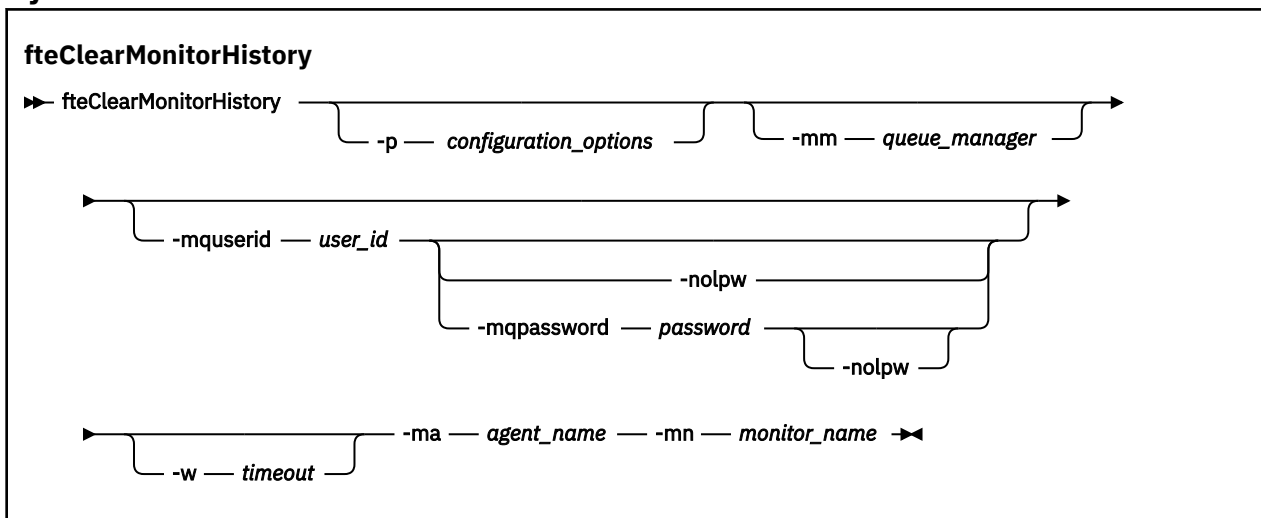 fteClearMonitorHistory
fteClearMonitorHistory
-p configuration_options
-mm queue_manager
-mquserid user_id
-nolpw
-mqpassword password
-nolpw
-ma agent_name -mn monitor_name
-w timeout